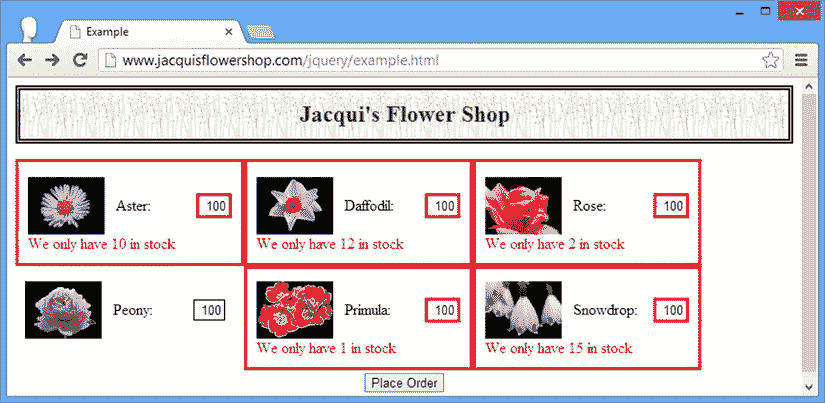 Example
www.jacquisflowershop.com/jquery/example.html
Jacqui's Flower Shop
Aster: 100 Daffodil: 100 Rose: 100
We only have 10 in stock We only have 12 in stock We only have 2 in stock
Peony: 100 Primula: 100 Snowdrop: 100
We only have 1 in stock We only have 15 in stock
Place Order